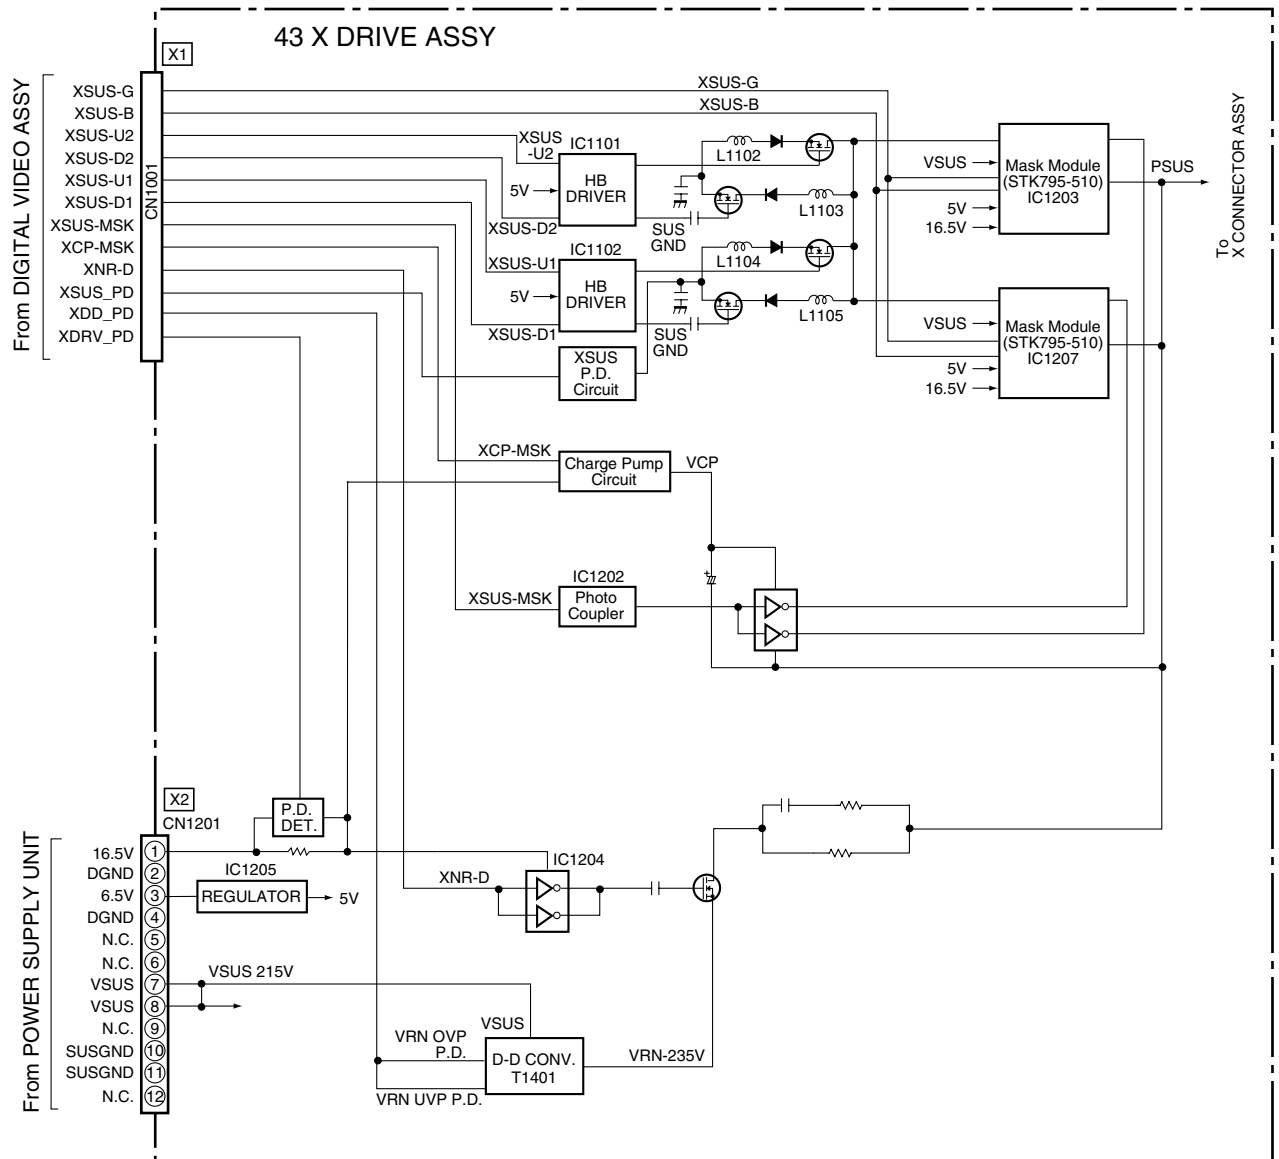 43 X DRIVE ASSY
X1
From DIGITAL VIDEO ASSY
CN1001
XSUS-G
XSUS-B
XSUS-U2
XSUS-D2
XSUS-U1
XSUS-D1
XSUS-MSK
XCP-MSK
XNR-D
XSUS_PD
XDD_PD
XDRV_PD
XSUS-G
XSUS-B
XSUS
-U2
IC1101
HB
DRIVER
5V
XSUS-D2
L1102
L1103
SUS
GND
XSUS-U1
IC1102
HB
DRIVER
5V
XSUS-D1
L1104
L1105
SUS
GND
XSUS
P.D.
Circuit
VSUS
Mask Module
(STK795-510)
IC1203
5V
16.5V
PSUS
To
X CONNECTOR ASSY
VSUS
Mask Module
(STK795-510)
IC1207
5V
16.5V
XCP-MSK
Charge Pump
Circuit
VCP
+
XSUS-MSK
IC1202
Photo
Coupler
X2
CN1201
From POWER SUPPLY UNIT
16.5V 1
DGND 2
6.5V 3
DGND 4
N.C. 5
N.C. 6
VSUS 7
VSUS 8
N.C. 9
SUSGND 10
SUSGND 11
N.C. 12
P.D.
DET.
IC1205
REGULATOR
5V
XNR-D
IC1204
VSUS 215V
VSUS
VRN OVP
P.D.
VRN UVP P.D.
D-D CONV.
T1401
VRN-235V